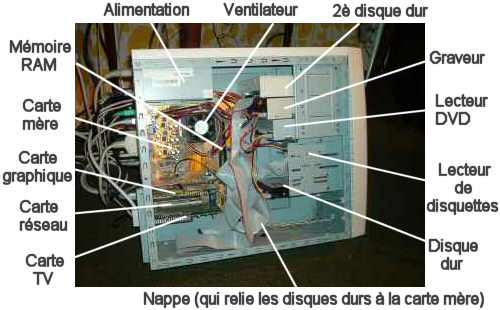 Alimentation
Ventilateur
2è disque dur
Mémoire
RAM
Graveur
Carte
mère
Lecteur
DVD
Carte
graphique
Lecteur
de
disquettes
Carte
réseau
Carte
TV
Disque
dur
Nappe (qui relie les disques durs à la carte mère)